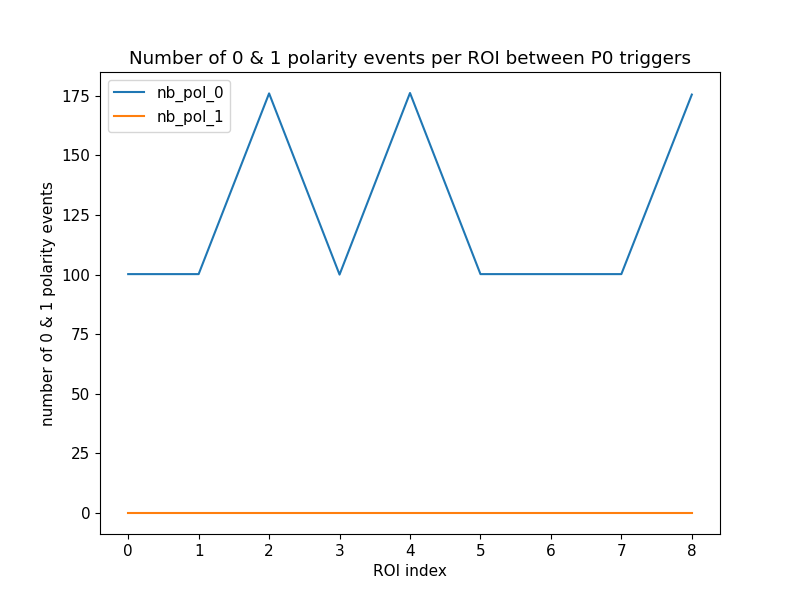 Number of 0 & 1 polarity events per ROI between P0 triggers
nb_pol_0
nb_pol_1
175
150
125
100
75
50
25
0
number of 0 & 1 polarity events
0 1 2 3 4 5 6 7 8
ROI index